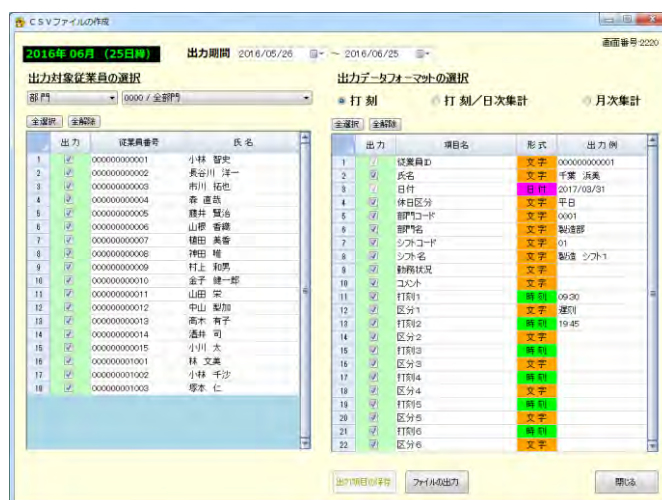 CSVファイルの作成
画面番号:2220
2016年 06月 (25日締)
出力期間 2016/05/26 ～ 2016/06/25
出力対象従業員の選択
部門 0000 / 全部門
全選択 全解除
出力 従業員番号 氏名
1 000000000001 小林 智史
2 000000000002 長谷川 洋一
3 000000000003 市川 拓也
4 000000000004 森 直哉
5 000000000005 藤井 賢治
6 000000000006 山根 香織
7 000000000007 植田 美香
8 000000000008 神田 唯
9 000000000009 村上 和男
10 000000000010 金子 健一郎
11 000000000011 山田 栄
12 000000000012 中山 梨加
13 000000000013 高木 有子
14 000000000014 酒井 司
15 000000000015 小川 太
16 000000001001 林 文美
17 000000001002 小林 千沙
18 000000001003 塚本 仁
出力データフォーマットの選択
打刻 打刻/日次集計 月次集計
全選択 全解除
出力 項目名 形式 出力例
1 従業員ID 文字 000000000001
2 氏名 文字 千葉 浜美
3 日付 日付 2017/03/31
4 休日区分 文字 平日
5 部門コード 文字 0001
6 部門名 文字 製造部
7 シフトコード 文字 01
8 シフト名 文字 製造 シフト1
9 勤務状況 文字
10 コメント 文字
11 打刻1 時刻 09:30
12 区分1 文字 遅刻
13 打刻2 時刻 19:45
14 区分2 文字
15 打刻3 時刻
16 区分3 文字
17 打刻4 時刻
18 区分4 文字
19 打刻5 時刻
20 区分5 文字
21 打刻6 時刻
22 区分6 文字
出力項目の保存 ファイルの出力 閉じる